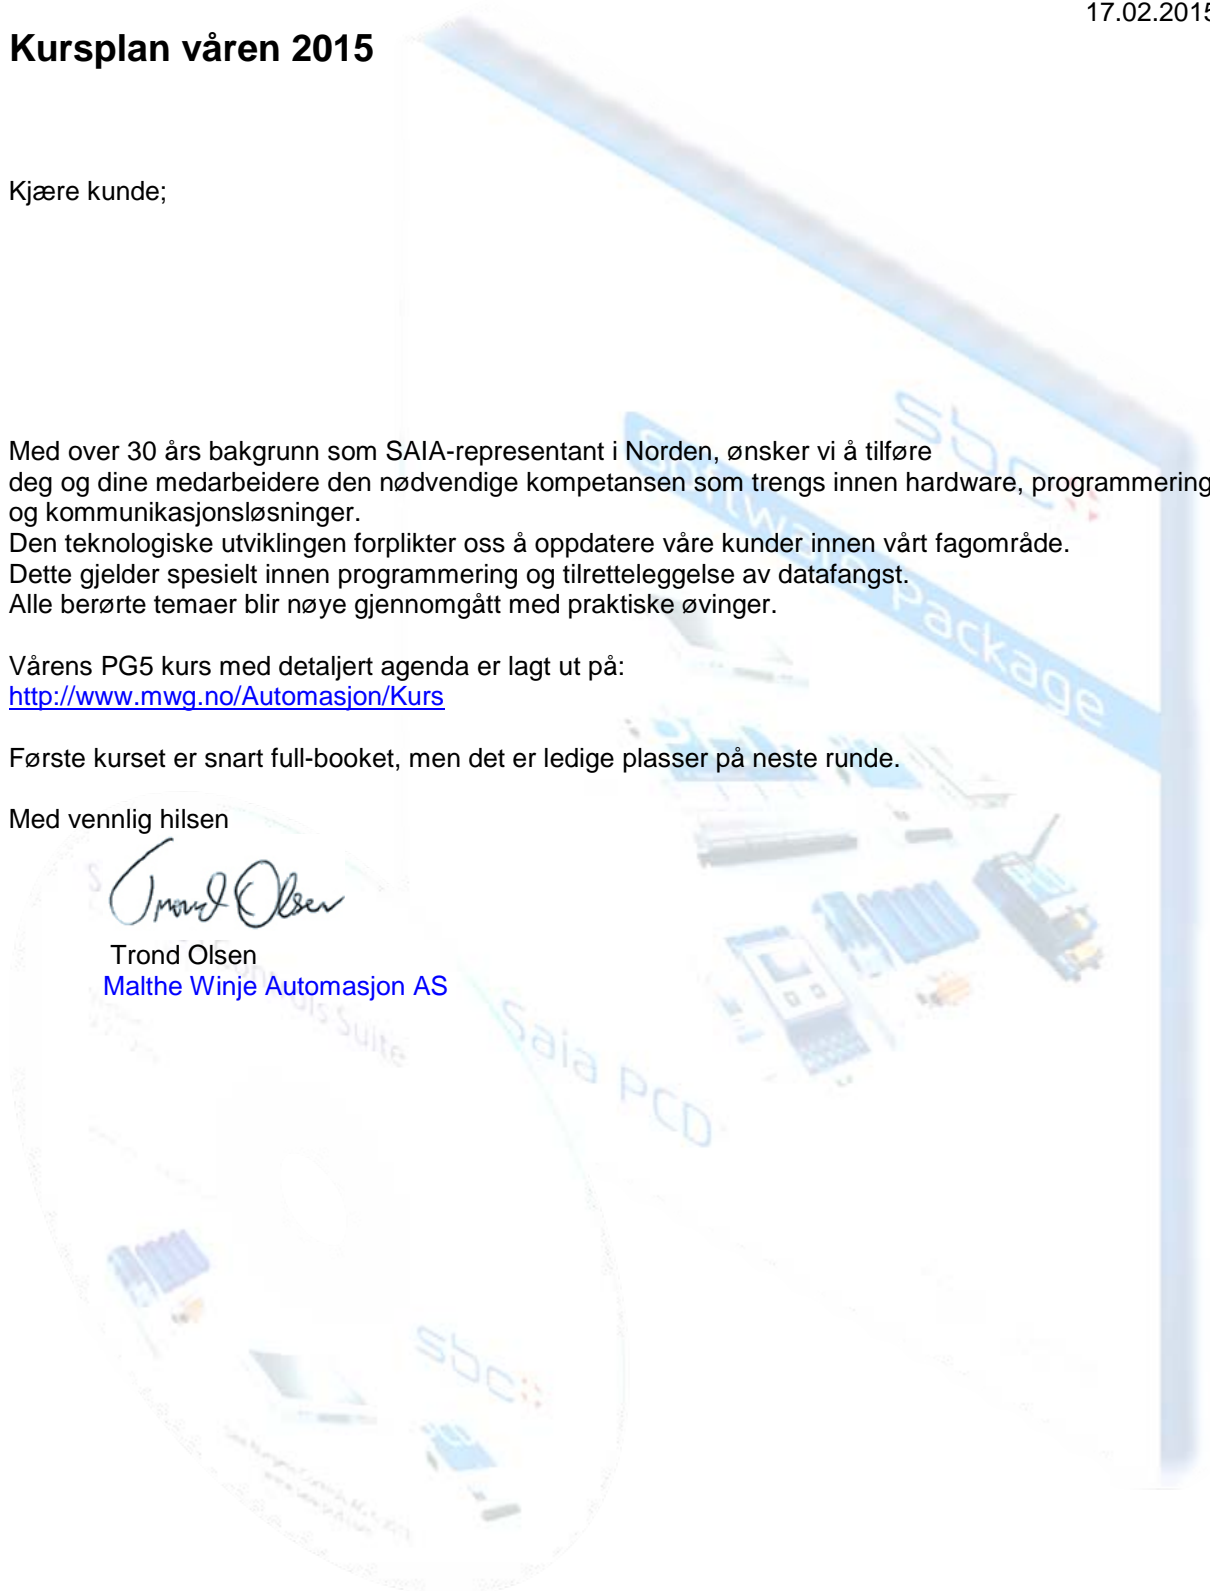 17.02.2015
Kursplan våren 2015
Kjære kunde;
Med over 30 års bakgrunn som SAIA-representant i Norden, ønsker vi å tilføre
deg og dine medarbeidere den nødvendige kompetansen som trengs innen hardware, programmering
og kommunikasjonsløsninger.
Den teknologiske utviklingen forplikter oss å oppdatere våre kunder innen vårt fagområde.
Dette gjelder spesielt innen programmering og tilretteleggelse av datafangst.
Alle berørte temaer blir nøye gjennomgått med praktiske øvinger.
Vårens PG5 kurs med detaljert agenda er lagt ut på:
http://www.mwg.no/Automasjon/Kurs
Første kurset er snart full-booket, men det er ledige plasser på neste runde.
Med vennlig hilsen
Trond Olsen
Trond Olsen
Malthe Winje Automasjon AS
sbc
Software Package
Controls Suite
Saia PCD
sbc